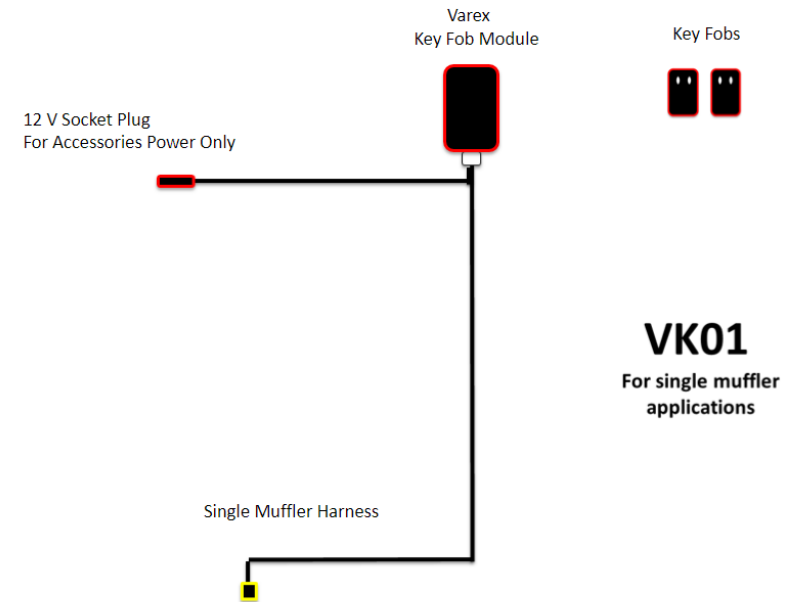 Varex
Key Fob Module
Key Fobs
12 V Socket Plug
For Accessories Power Only
VK01
For single muffler
applications
Single Muffler Harness